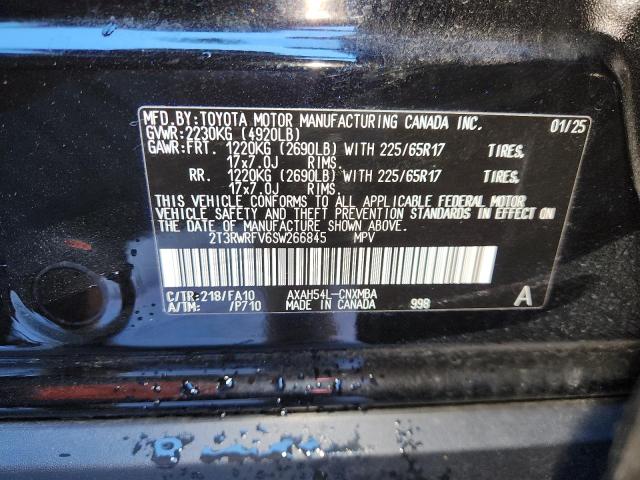 MFD.BY:TOYOTA MOTOR MANUFACTURING CANADA INC. 01/25
GVWR:2230KG (4920LB)
GAWR:FRT. 1220KG (2690LB) WITH 225/65R17 TIRES,
17x7.0J RIMS.
RR. 1220KG (2690LB) WITH 225/65R17 TIRES,
17x7.0J RIMS.
THIS VEHICLE CONFORMS TO ALL APPLICABLE FEDERAL MOTOR
VEHICLE SAFETY AND THEFT PREVENTION STANDARDS IN EFFECT ON
THE DATE OF MANUFACTURE SHOWN ABOVE.
2T3RWRFV6SW266845 MPV
C/TR:218/FA10 AXAH54L-CNXMBA 998 A
A/TM: /P710 MADE IN CANADA